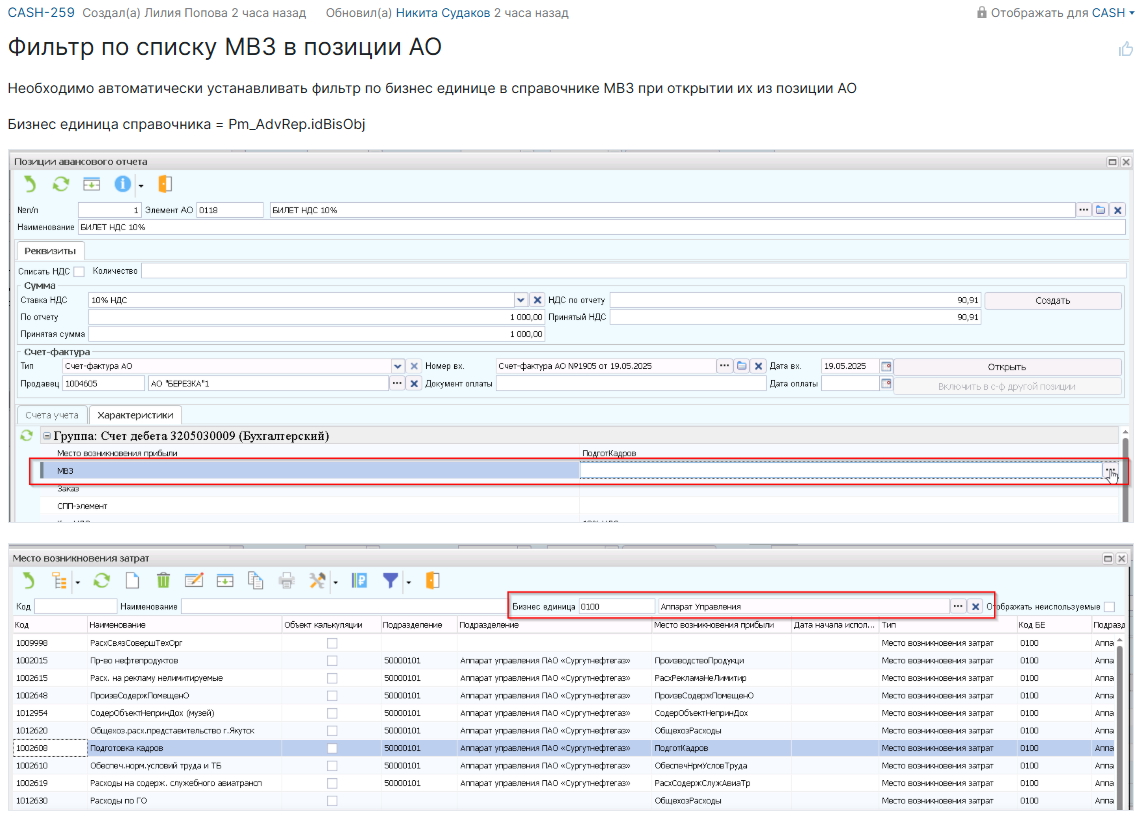 CASH-259 Создал(а) Лилия Попова 2 часа назад Обновил(а) Никита Судаков 2 часа назад Отображать для CASH
Фильтр по списку МВЗ в позиции АО
Необходимо автоматически устанавливать фильтр по бизнес единице в справочнике МВЗ при открытии их из позиции АО
Бизнес единица справочника = Pm_AdvRep.idBisObj
Позиции авансового отчета
№п/п 1 Элемент АО 0118 БИЛЕТ НДС 10%
Наименование БИЛЕТ НДС 10%
Реквизиты
Списать НДС Количество
Сумма
Ставка НДС 10% НДС НДС по отчету 90,91 Создать
По отчету 1 000,00 Принятый НДС 90,91
Принятая сумма 1 000,00
Счет-фактура
Тип Счет-фактура АО Номер вх. Счет-фактура АО №1905 от 19.05.2025 Дата вх. 19.05.2025 Открыть
Продавец 1004605 АО "БЕРЕЗКА"1 Документ оплаты Дата оплаты Включить в с-ф другой позиции
Счета учета Характеристики
Группа: Счет дебета 3205030009 (Бухгалтерский)
Место возникновения прибыли ПодготКадров
МВЗ
Заказ
СПП-элемент
Место возникновения затрат
Код Наименование Бизнес единица 0100 Аппарат Управления Отображать неиспользуемые
Код Наименование Объект калькуляции Подразделение Подразделение Место возникновения прибыли Дата начала испол... Тип Код БЕ Подразд
1009998 РасхСвязСовершТехОрг Место возникновения затрат 0100 Аппа
1002015 Пр-во нефтепродуктов 50000101 Аппарат управления ПАО «Сургутнефтегаз» ПроизводствоПродукци Место возникновения затрат 0100 Аппа
1002615 Расх. на рекламу нелимитируемые 50000101 Аппарат управления ПАО «Сургутнефтегаз» РасхРекламаНеЛимитир Место возникновения затрат 0100 Аппа
1002648 ПроизвСодержПомещенО 50000101 Аппарат управления ПАО «Сургутнефтегаз» ПроизвСодержПомещенО Место возникновения затрат 0100 Аппа
1012954 СодерОбъектНепринДох (музей) 50000101 Аппарат управления ПАО «Сургутнефтегаз» СодерОбъектНепринДох Место возникновения затрат 0100 Аппа
1012620 Общехоз.расх.представительство г.Якутск 50000101 Аппарат управления ПАО «Сургутнефтегаз» ОбщехозРасходы Место возникновения затрат 0100 Аппа
1002608 Подготовка кадров 50000101 Аппарат управления ПАО «Сургутнефтегаз» ПодготКадров Место возникновения затрат 0100 Аппа
1002610 Обеспеч.норм.условий труда и ТБ 50000101 Аппарат управления ПАО «Сургутнефтегаз» ОбеспечНрмУсловТруда Место возникновения затрат 0100 Аппа
1002619 Расходы на содерж. служебного авиатрансп 50000101 Аппарат управления ПАО «Сургутнефтегаз» РасхСодержСлужАвиаТр Место возникновения затрат 0100 Аппа
1012630 Расходы по ГО ОбщехозРасходы Место возникновения затрат 0100 Аппа